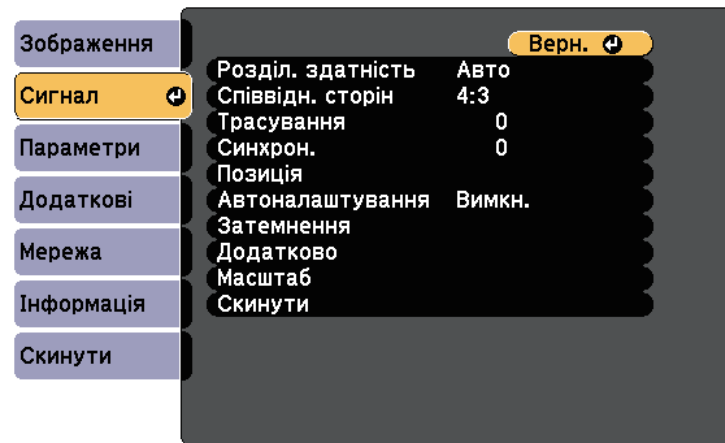 Зображення
Сигнал
Параметри
Додаткові
Мережа
Інформація
Скинути
Верн.
Розділ. здатність Авто
Співвідн. сторін 4:3
Трасування 0
Синхрон. 0
Позиція
Автоналаштування Вимкн.
Затемнення
Додатково
Масштаб
Скинути